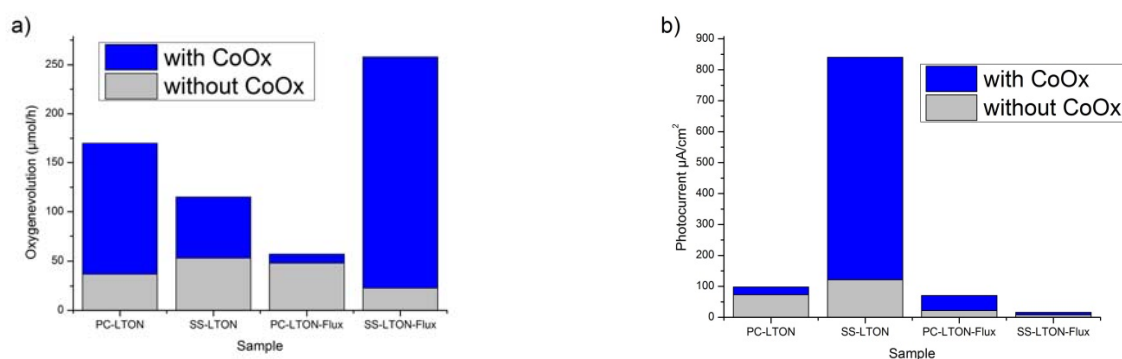 a)
with CoOx
without CoOx
Oxygenevolution (µmol/h)
250
200
150
100
50
0
PC-LTON SS-LTON PC-LTON-Flux SS-LTON-Flux
Sample
b)
with CoOx
without CoOx
Photocurrent µA/cm²
900
800
700
600
500
400
300
200
100
0
PC-LTON SS-LTON PC-LTON-Flux SS-LTON-Flux
Sample